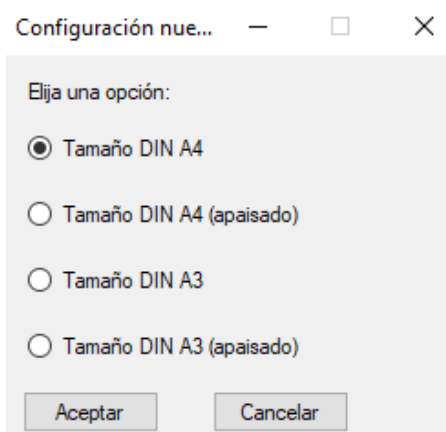 Configuración nue...
Elija una opción:
Tamaño DIN A4
Tamaño DIN A4 (apaisado)
Tamaño DIN A3
Tamaño DIN A3 (apaisado)
Aceptar Cancelar